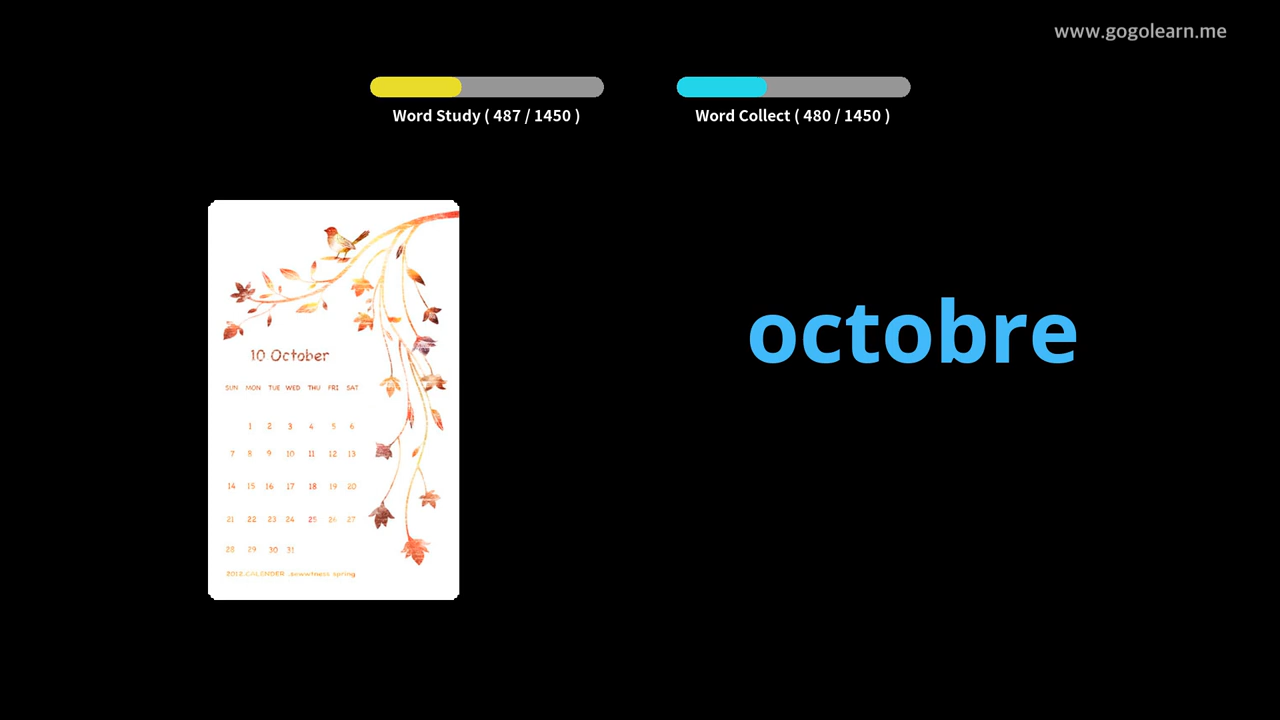 www.gogolearn.me
Word Study ( 487 / 1450 )
Word Collect ( 480 / 1450 )
octobre
10 October
SUN MON TUE WED THU FRI SAT
1 2 3 4 5 6
7 8 9 10 11 12 13
14 15 16 17 18 19 20
21 22 23 24 25 26 27
28 29 30 31
CALENDER
spring